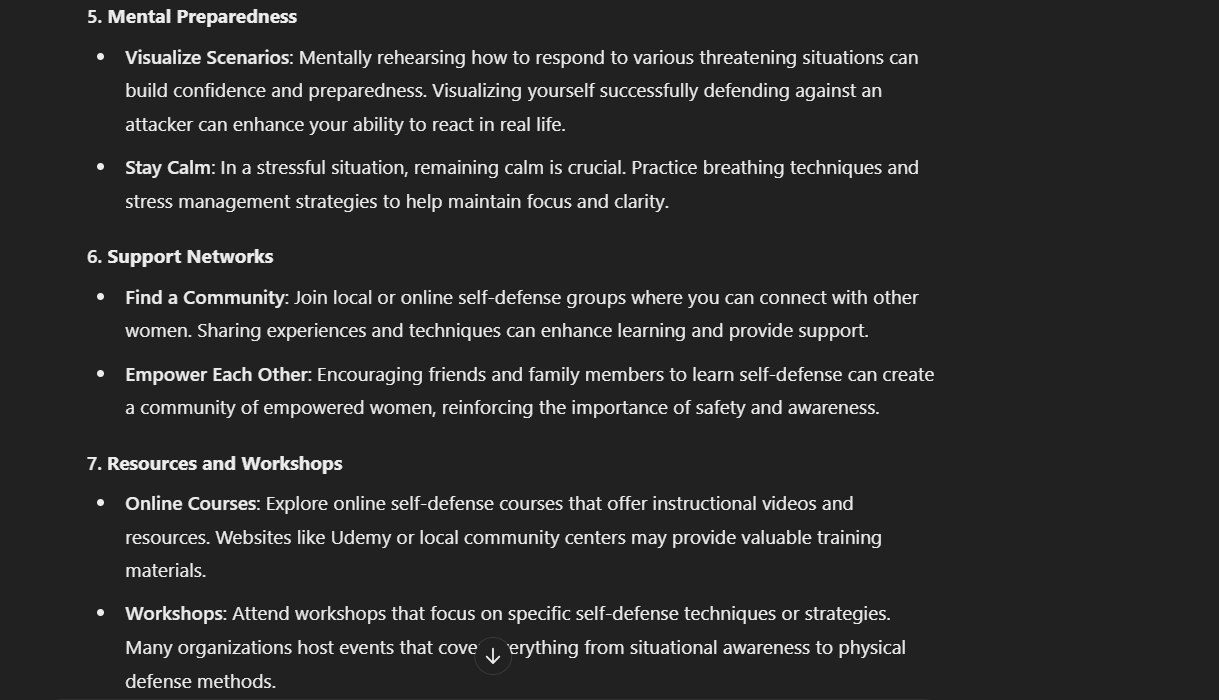 5. Mental Preparedness
• Visualize Scenarios: Mentally rehearsing how to respond to various threatening situations can
build confidence and preparedness. Visualizing yourself successfully defending against an
attacker can enhance your ability to react in real life.
• Stay Calm: In a stressful situation, remaining calm is crucial. Practice breathing techniques and
stress management strategies to help maintain focus and clarity.
6. Support Networks
• Find a Community: Join local or online self-defense groups where you can connect with other
women. Sharing experiences and techniques can enhance learning and provide support.
• Empower Each Other: Encouraging friends and family members to learn self-defense can create
a community of empowered women, reinforcing the importance of safety and awareness.
7. Resources and Workshops
• Online Courses: Explore online self-defense courses that offer instructional videos and
resources. Websites like Udemy or local community centers may provide valuable training
materials.
• Workshops: Attend workshops that focus on specific self-defense techniques or strategies.
Many organizations host events that cove erything from situational awareness to physical
defense methods.